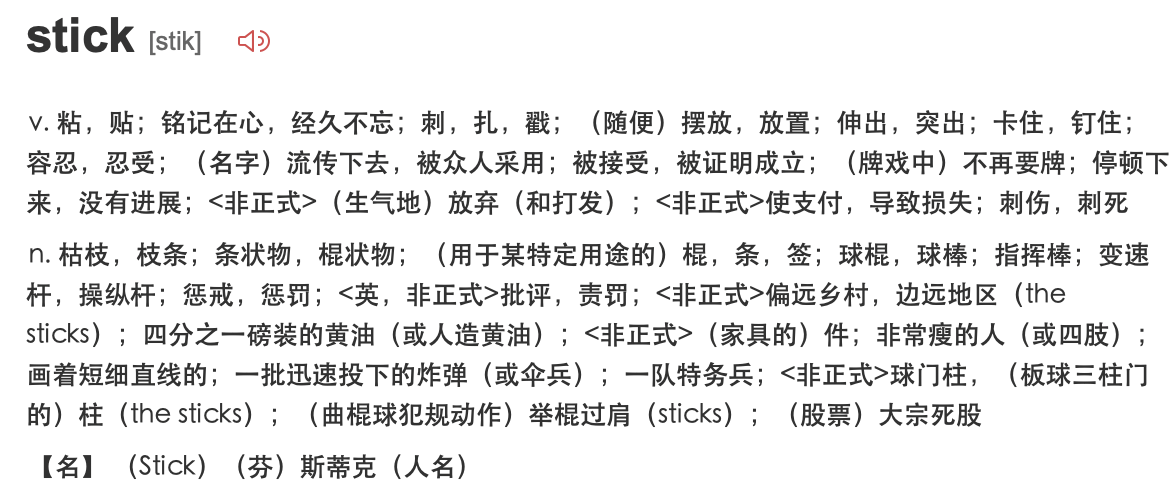 stick [stik]
v. 粘，贴；铭记在心，经久不忘；刺，扎，戳；（随便）摆放，放置；伸出，突出；卡住，钉住；
容忍，忍受；（名字）流传下去，被众人采用；被接受，被证明成立；（牌戏中）不再要牌；停顿下
来，没有进展；<非正式>（生气地）放弃（和打发）；<非正式>使支付，导致损失；刺伤，刺死
n. 枯枝，枝条；条状物，棍状物；（用于某特定用途的）棍，条，签；球棍，球棒；指挥棒；变速
杆，操纵杆；惩戒，惩罚；<英，非正式>批评，责罚；<非正式>偏远乡村，边远地区（the
sticks）；四分之一磅装的黄油（或人造黄油）；<非正式>（家具的）件；非常瘦的人（或四肢）；
画着短细直线的；一批迅速投下的炸弹（或伞兵）；一队特务兵；<非正式>球门柱，（板球三柱门
的）柱（the sticks）；（曲棍球犯规动作）举棍过肩（sticks）；（股票）大宗死股
【名】（Stick）（芬）斯蒂克（人名）